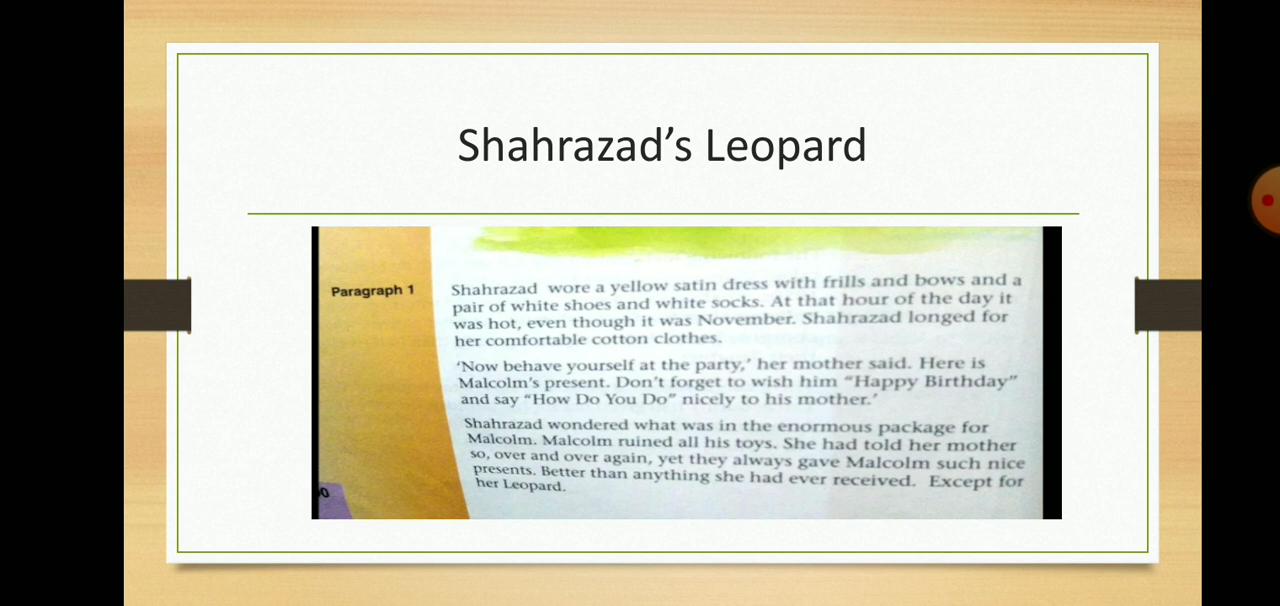 Shahrazad’s Leopard
Paragraph 1
Shahrazad wore a yellow satin dress with frills and bows and a
pair of white shoes and white socks. At that hour of the day it
was hot, even though it was November. Shahrazad longed for
her comfortable cotton clothes.
‘Now behave yourself at the party,’ her mother said. Here is
Malcolm’s present. Don’t forget to wish him “Happy Birthday”
and say “How Do You Do” nicely to his mother.’
Shahrazad wondered what was in the enormous package for
Malcolm. Malcolm ruined all his toys. She had told her mother
so, over and over again, yet they always gave Malcolm such nice
presents. Better than anything she had ever received. Except for
her Leopard.